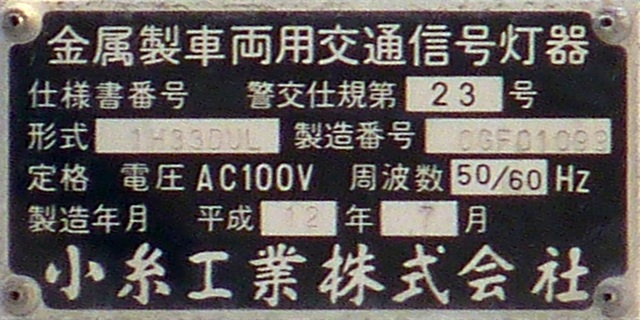 金属製車両用交通信号灯器
仕様書番号 警交仕規第 23 号
形式 1H33DUL 製造番号
定格 電圧 AC100V 周波数 50/60 Hz
製造年月 平成 12 年 7 月
小糸工業株式会社